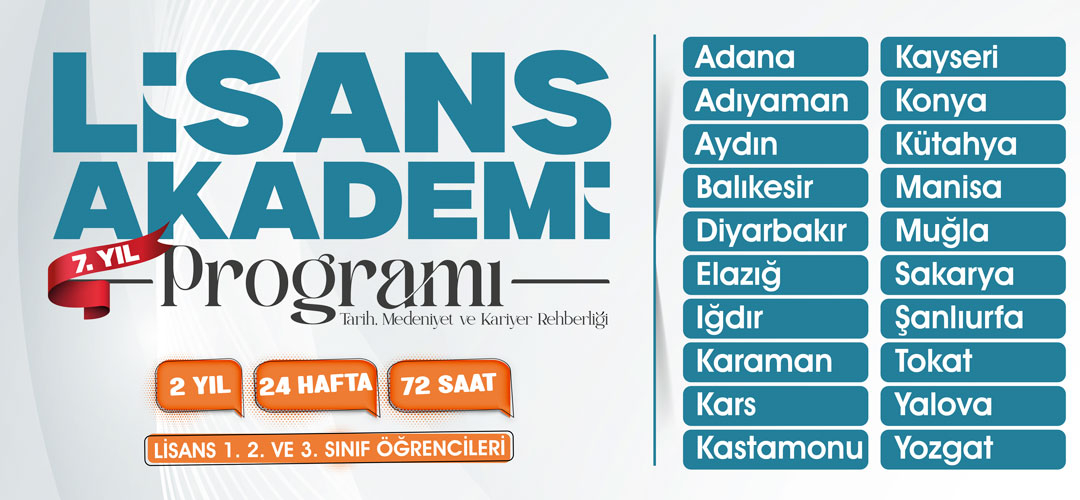 LİSANS
AKADEMİ
7. YIL
Programı
Tarih, Medeniyet ve Kariyer Rehberliği
2 YIL
24 HAFTA
72 SAAT
LİSANS 1. 2. VE 3. SINIF ÖĞRENCİLERİ
Adana
Adıyaman
Aydın
Balıkesir
Diyarbakır
Elazığ
Iğdır
Karaman
Kars
Kastamonu
Kayseri
Konya
Kütahya
Manisa
Muğla
Sakarya
Şanlıurfa
Tokat
Yalova
Yozgat